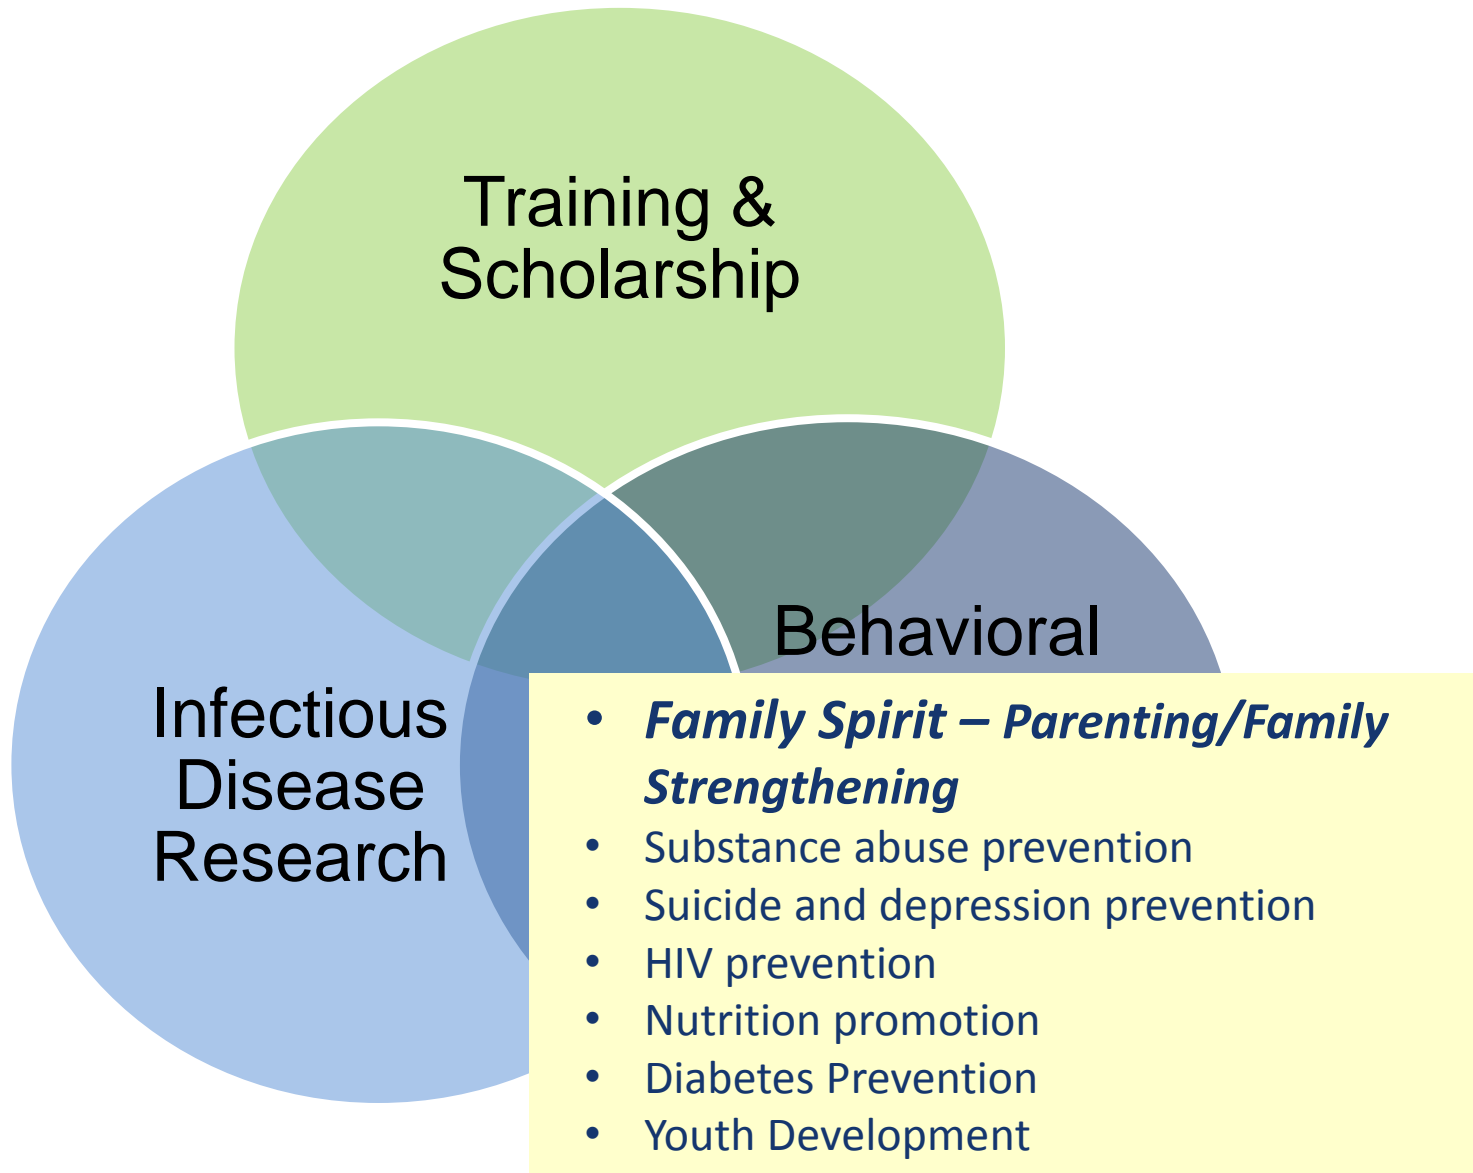 Training &
Scholarship
Behavioral
Infectious
Disease
Research
• Family Spirit – Parenting/Family
Strengthening
• Substance abuse prevention
• Suicide and depression prevention
• HIV prevention
• Nutrition promotion
• Diabetes Prevention
• Youth Development